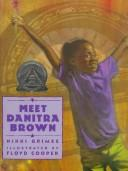 MEET
DANITRA
BROWN
NIKKI GRIMES
ILLUSTRATED BY
FLOYD COOPER